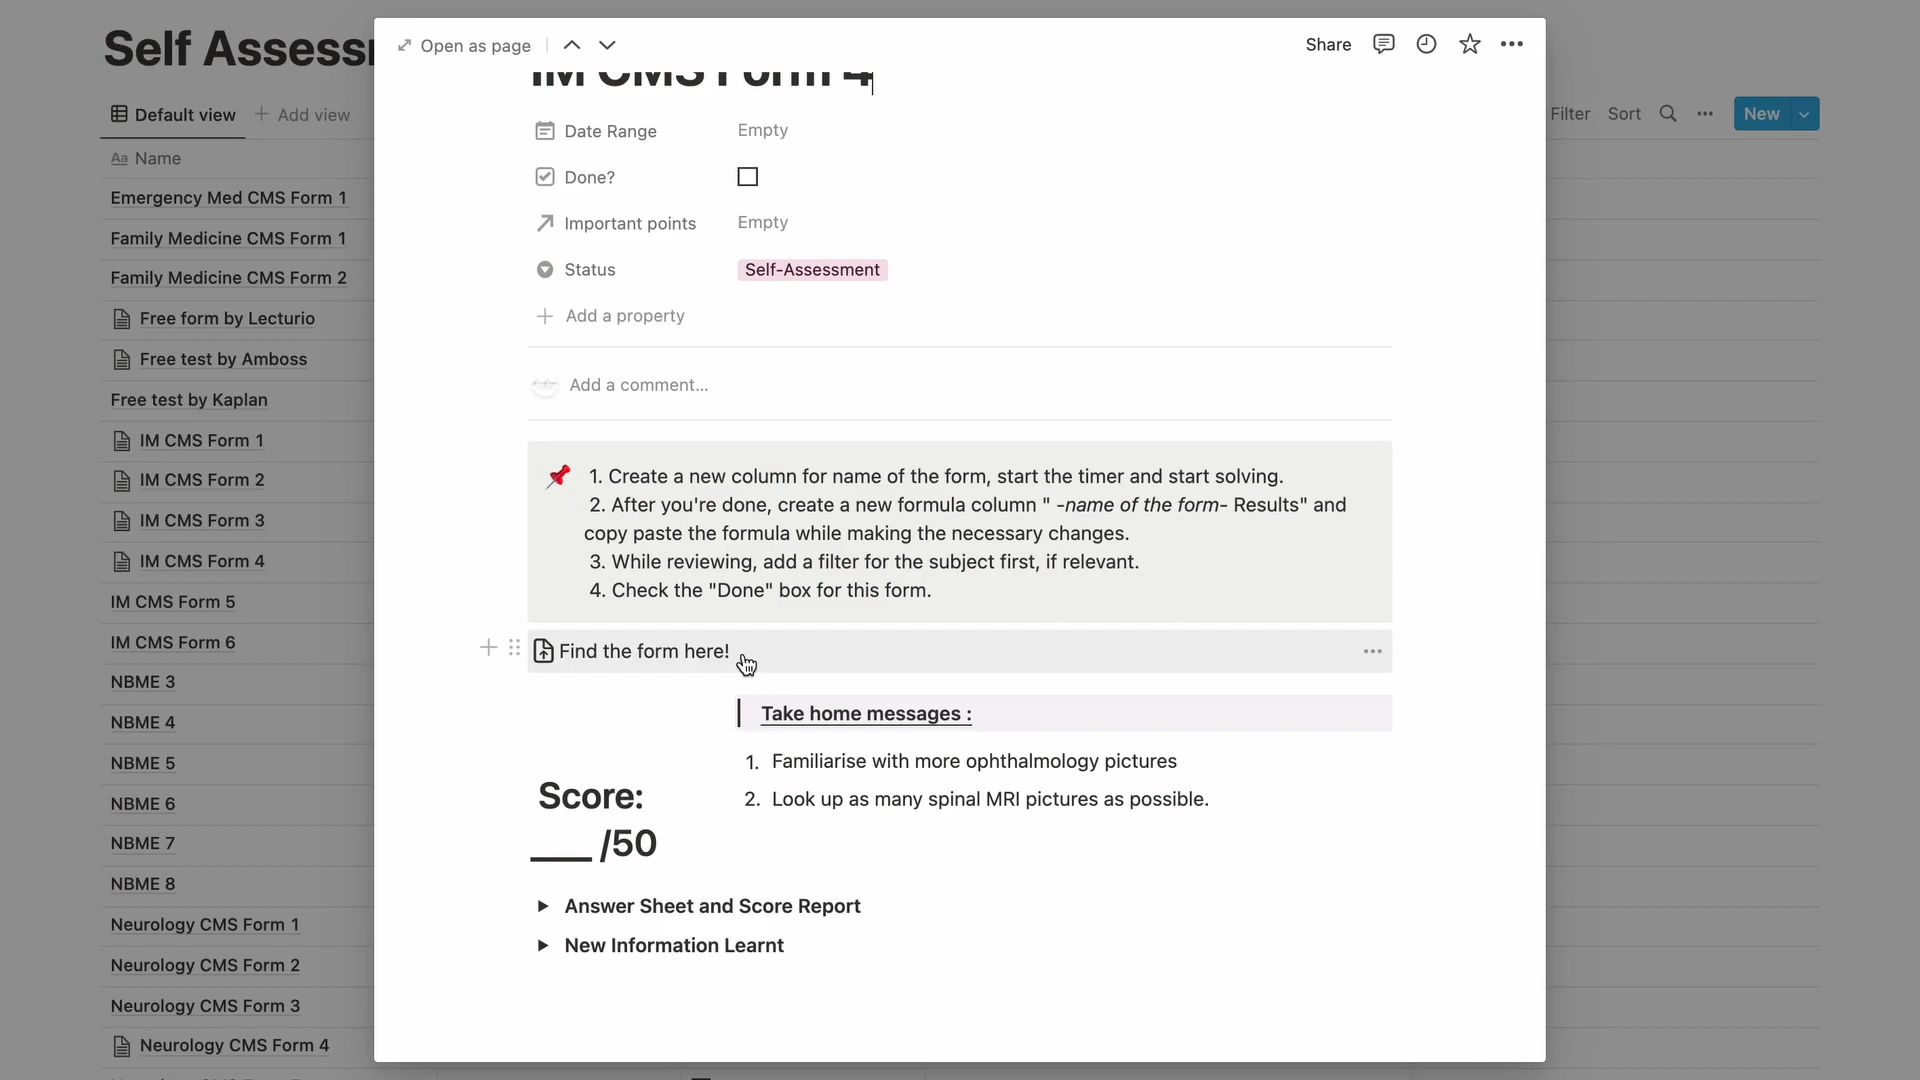 Self Assess
Open as page
Share
Default view
Add view
Filter Sort
New
Aa Name
Emergency Med CMS Form 1
Family Medicine CMS Form 1
Family Medicine CMS Form 2
Free form by Lecturio
Free test by Amboss
Free test by Kaplan
IM CMS Form 1
IM CMS Form 2
IM CMS Form 3
IM CMS Form 4
IM CMS Form 5
IM CMS Form 6
NBME 3
NBME 4
NBME 5
NBME 6
NBME 7
NBME 8
Neurology CMS Form 1
Neurology CMS Form 2
Neurology CMS Form 3
Neurology CMS Form 4
IM CMS Form 4
Date Range Empty
Done?
Important points Empty
Status Self-Assessment
Add a property
Add a comment...
1. Create a new column for name of the form, start the timer and start solving.
2. After you're done, create a new formula column " -name of the form- Results" and
copy paste the formula while making the necessary changes.
3. While reviewing, add a filter for the subject first, if relevant.
4. Check the "Done" box for this form.
Find the form here!
Take home messages :
1. Familiarise with more ophthalmology pictures
2. Look up as many spinal MRI pictures as possible.
Score:
___ /50
Answer Sheet and Score Report
New Information Learnt